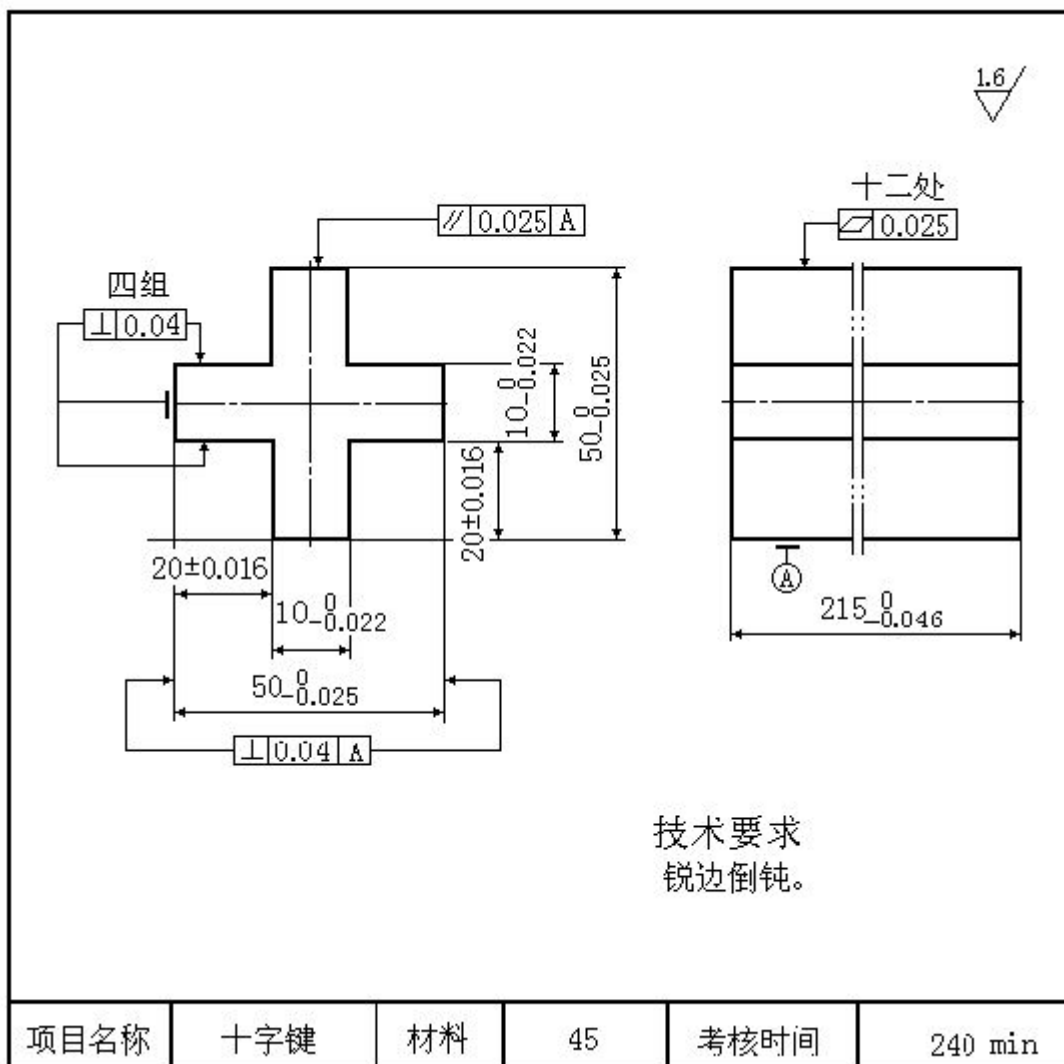 1.6
十二处
⏥ 0.025
∥ 0.025 A
四组
⊥ 0.04
10 0 -0.022
50 0 -0.025
20±0.016
20±0.016
10 0 -0.022
50 0 -0.025
⊥ 0.04 A
A
215 0 -0.046
技术要求
锐边倒钝。
项目名称 十字键 材料 45 考核时间 240 min